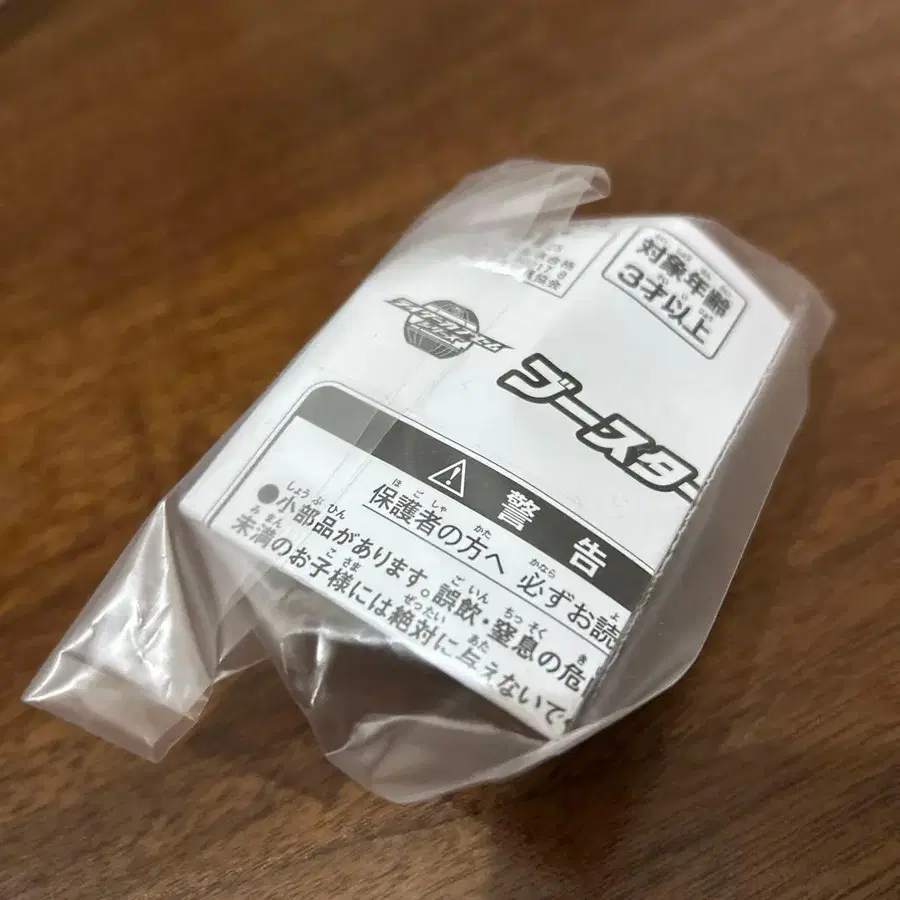 対象年齢
3才以上
ブースター
⚠ 警告
保護者の方へ 必ずお読
●小部品があります。誤飲・窒息の危
未満のお子様には絶対に与えないで